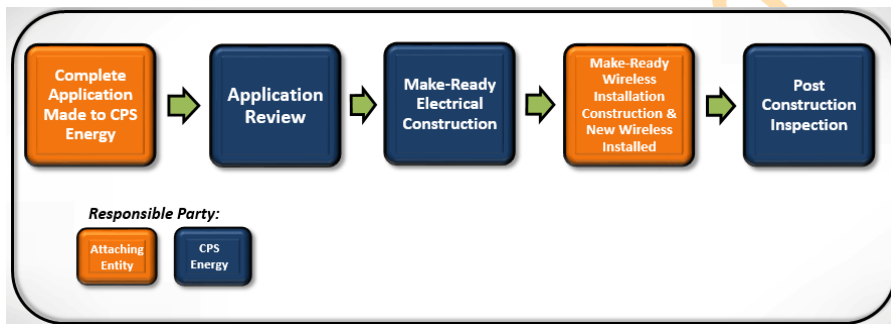 Complete
Application
Made to CPS
Energy
Application
Review
Make-Ready
Electrical
Construction
Make-Ready
Wireless
Installation
Construction &
New Wireless
Installed
Post
Construction
Inspection
Responsible Party:
Attaching
Entity
CPS
Energy